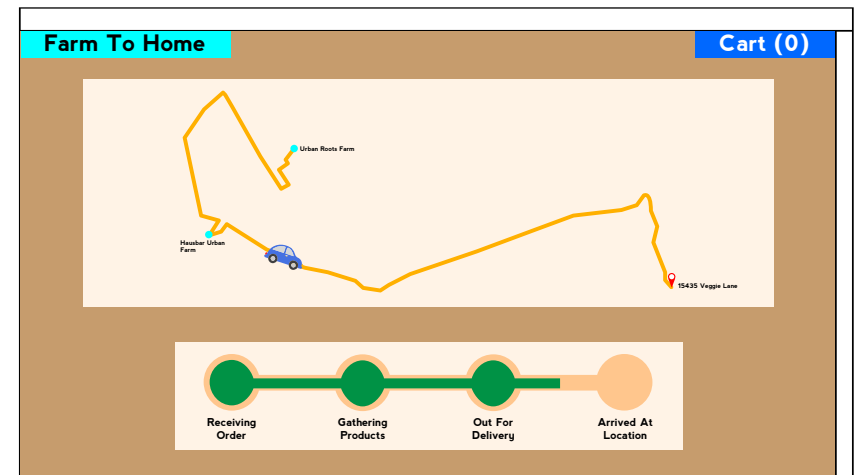 Farm To Home
Cart (0)
Urban Roots Farm
Hausbar Urban
Farm
15435 Veggie Lane
Receiving
Order
Gathering
Products
Out For
Delivery
Arrived At
Location